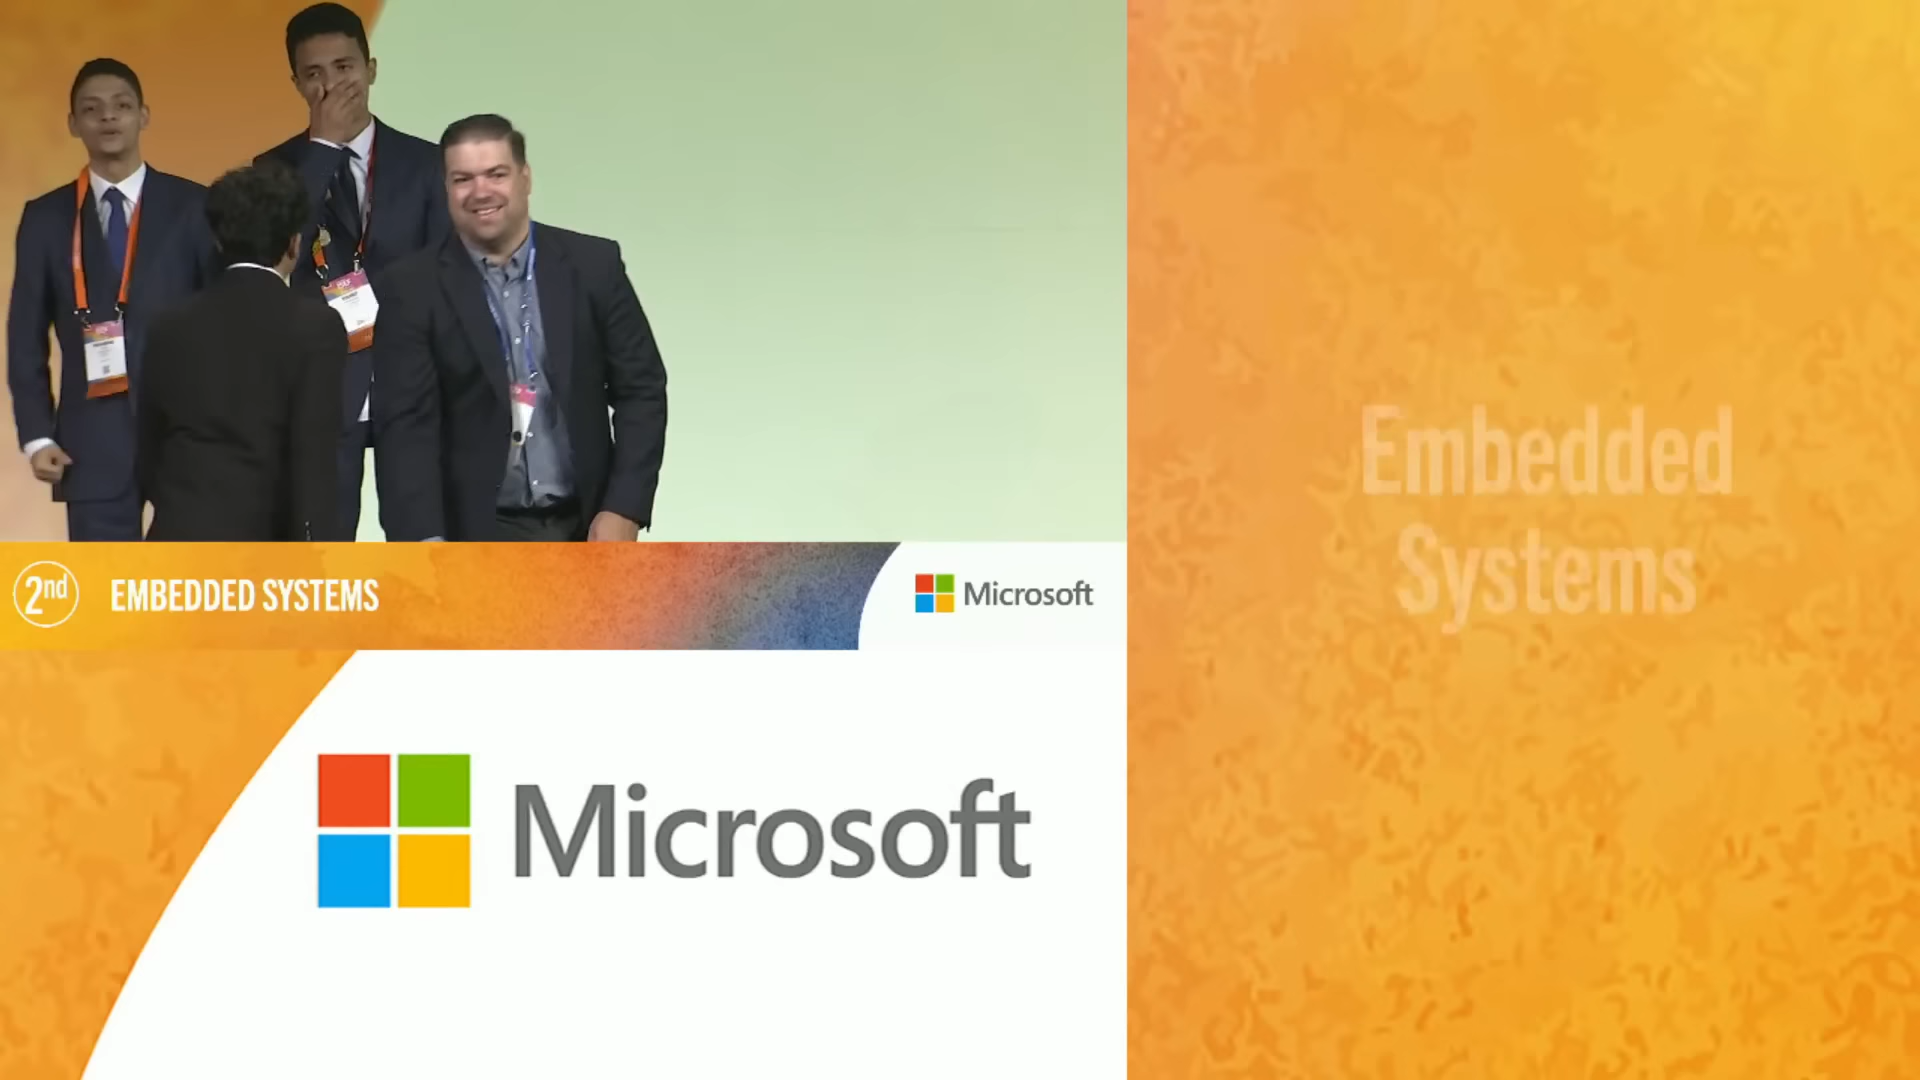 2nd EMBEDDED SYSTEMS
Microsoft
Microsoft
Embedded
Systems